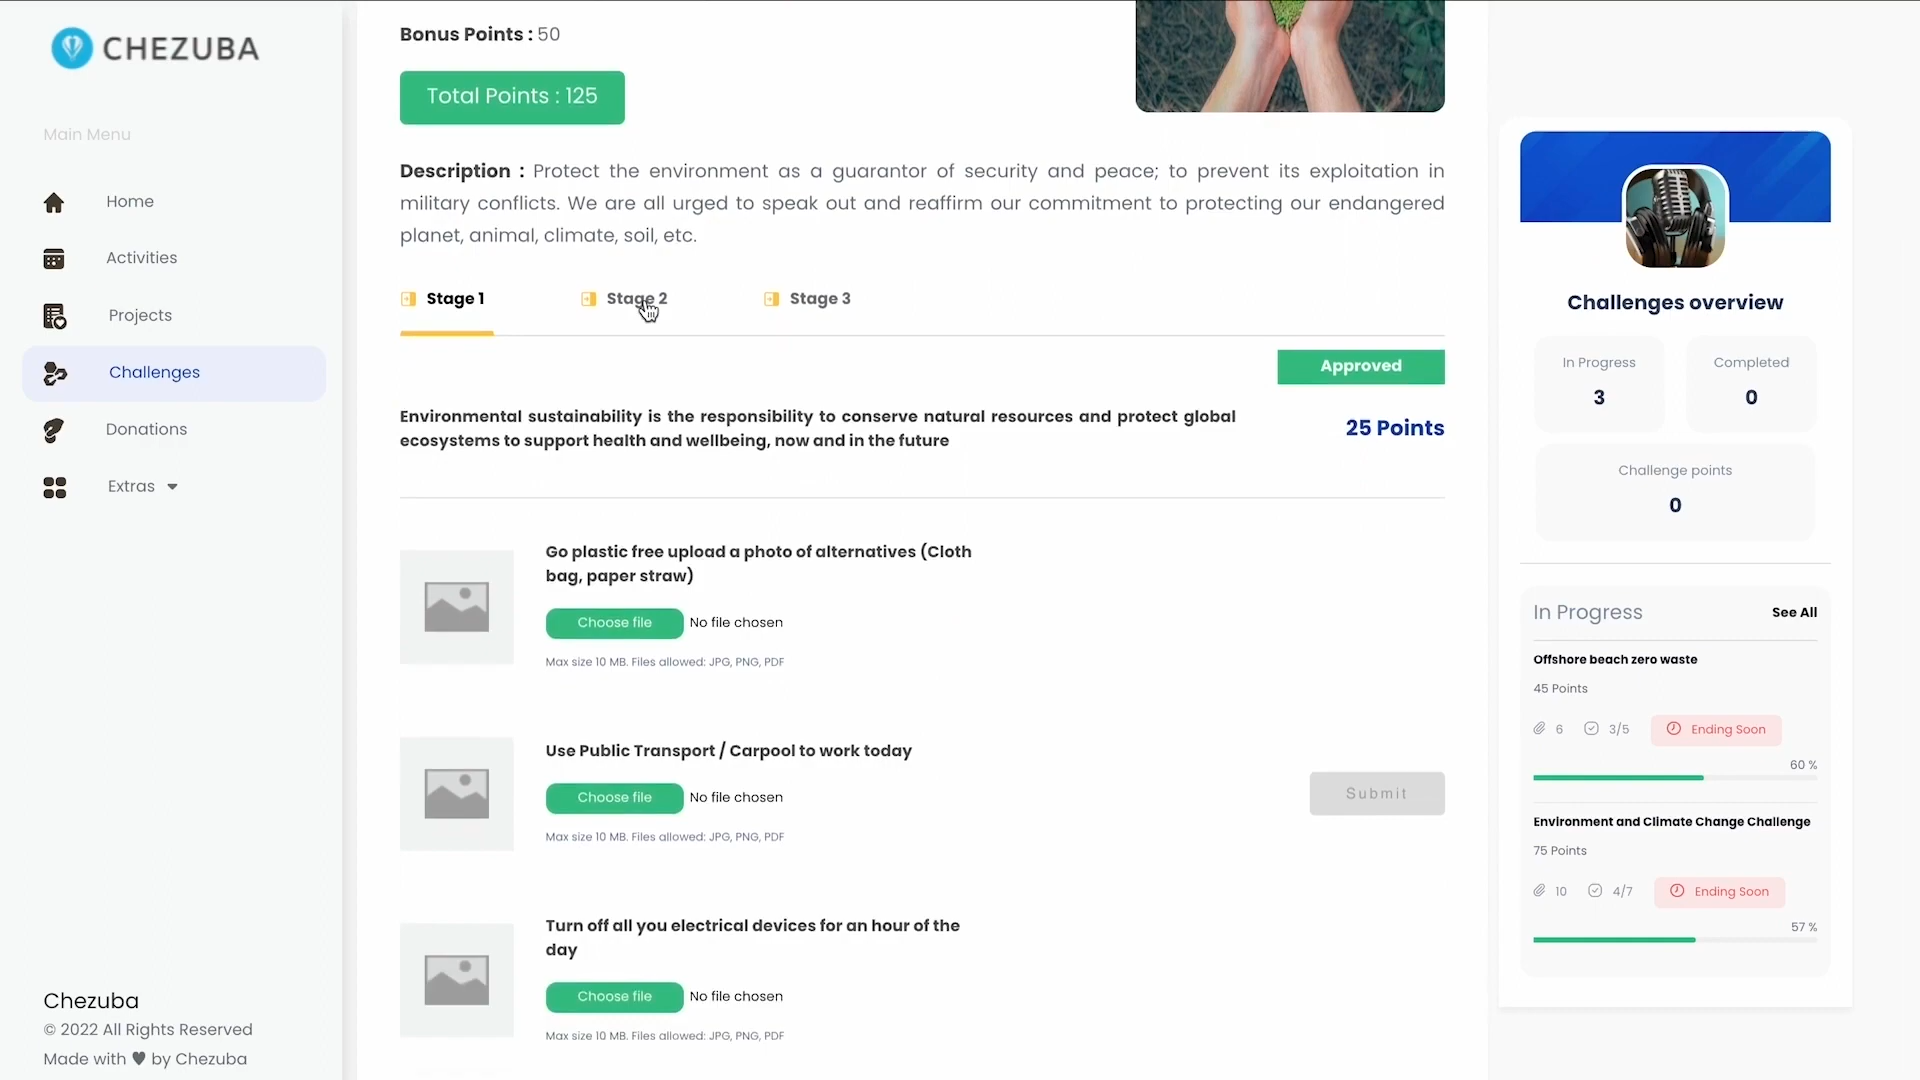 CHEZUBA
Main Menu
Home
Activities
Projects
Challenges
Donations
Extras
Chezuba
© 2022 All Rights Reserved
Made with ♥ by Chezuba
Bonus Points : 50
Total Points : 125
Description : Protect the environment as a guarantor of security and peace; to prevent its exploitation in
military conflicts. We are all urged to speak out and reaffirm our commitment to protecting our endangered
planet, animal, climate, soil, etc.
Stage 1
Stage 2
Stage 3
Approved
Environmental sustainability is the responsibility to conserve natural resources and protect global
ecosystems to support health and wellbeing, now and in the future
25 Points
Go plastic free upload a photo of alternatives (Cloth
bag, paper straw)
Choose file No file chosen
Max size 10 MB. Files allowed: JPG, PNG, PDF
Use Public Transport / Carpool to work today
Choose file No file chosen
Max size 10 MB. Files allowed: JPG, PNG, PDF
Submit
Turn off all you electrical devices for an hour of the
day
Choose file No file chosen
Max size 10 MB. Files allowed: JPG, PNG, PDF
Challenges overview
In Progress
3
Completed
0
Challenge points
0
In Progress
See All
Offshore beach zero waste
45 Points
6 3/5 Ending Soon
60 %
Environment and Climate Change Challenge
75 Points
10 4/7 Ending Soon
57 %